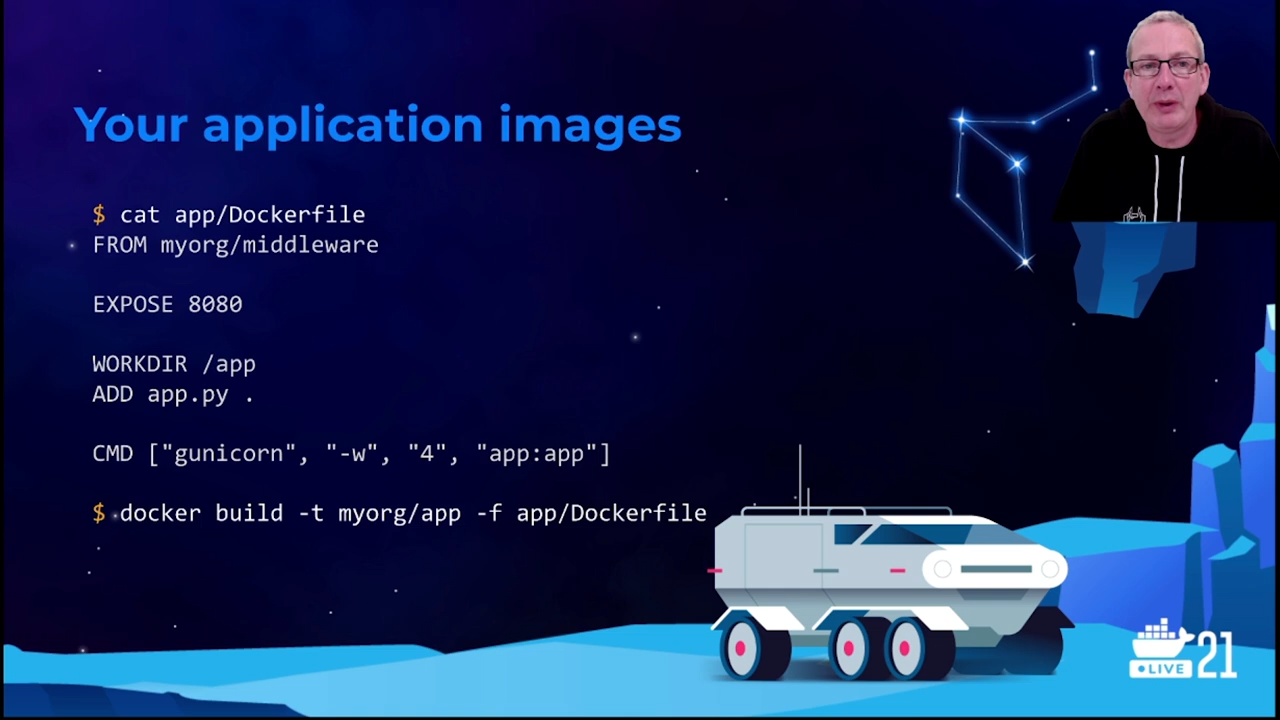 Your application images
$ cat app/Dockerfile
FROM myorg/middleware
EXPOSE 8080
WORKDIR /app
ADD app.py .
CMD ["gunicorn", "-w", "4", "app:app"]
$ docker build -t myorg/app -f app/Dockerfile
LIVE 21